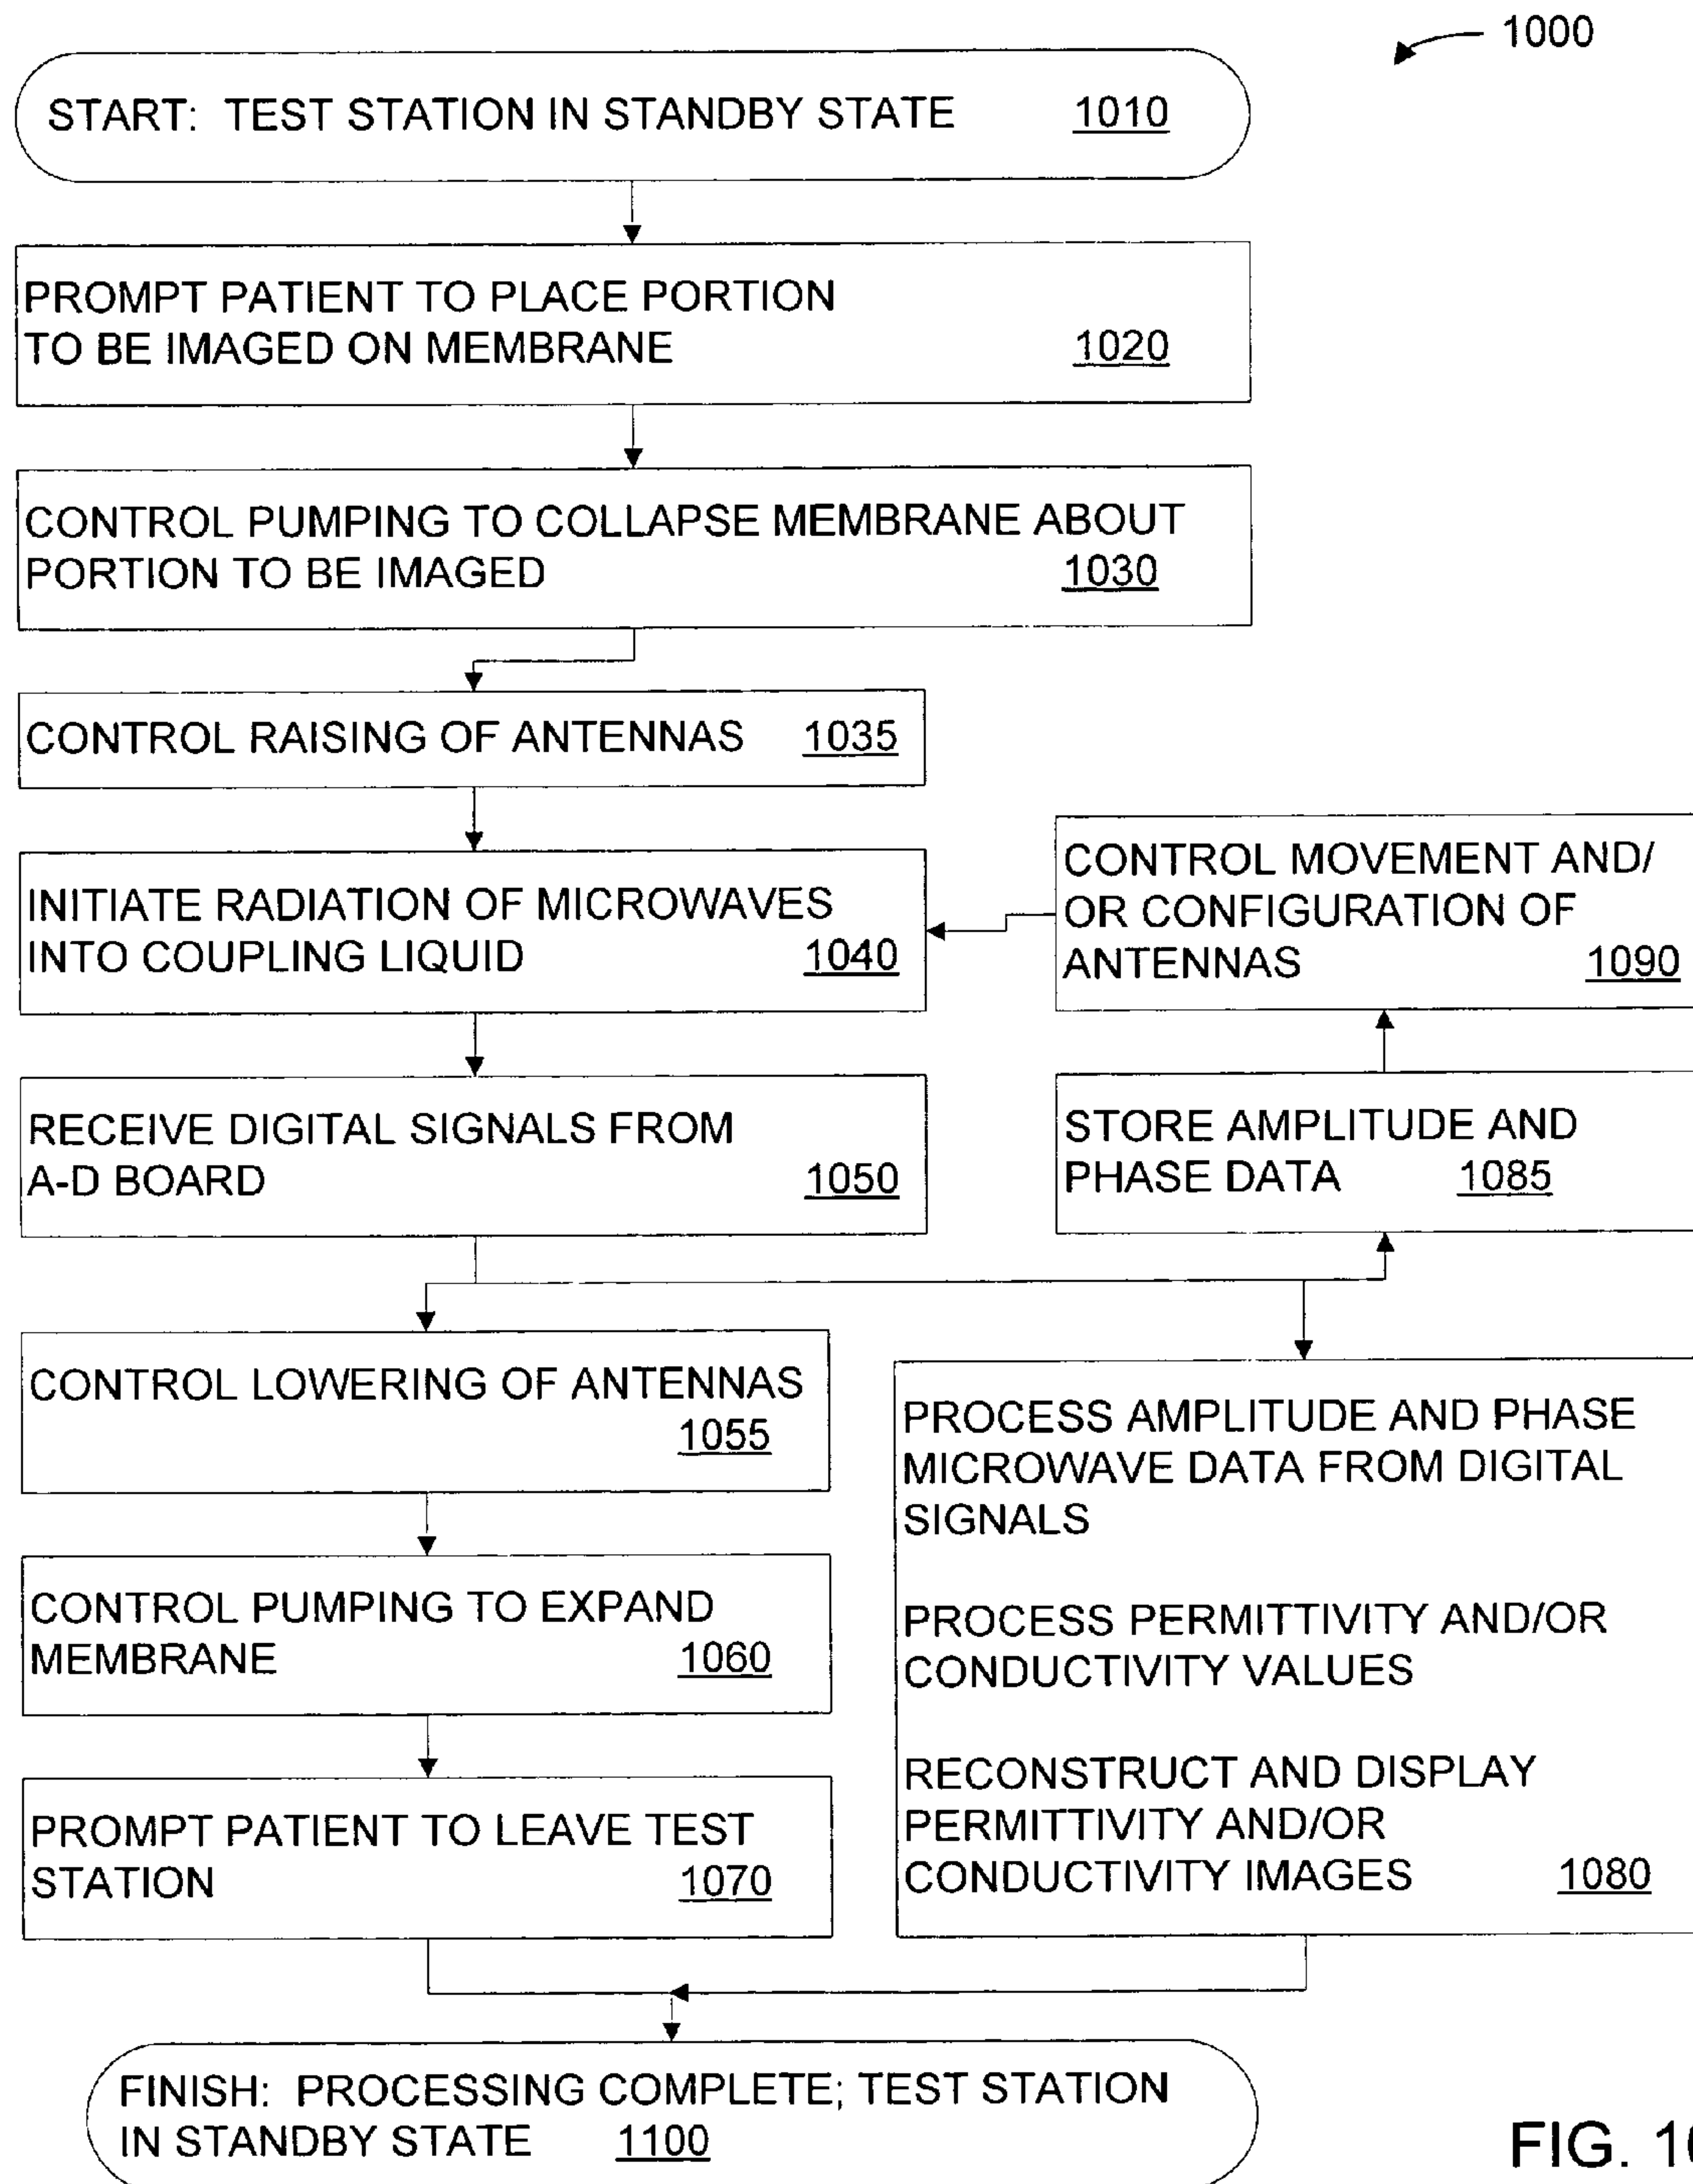 1000
START: TEST STATION IN STANDBY STATE 1010
PROMPT PATIENT TO PLACE PORTION
TO BE IMAGED ON MEMBRANE 1020
CONTROL PUMPING TO COLLAPSE MEMBRANE ABOUT
PORTION TO BE IMAGED 1030
CONTROL RAISING OF ANTENNAS 1035
INITIATE RADIATION OF MICROWAVES
INTO COUPLING LIQUID 1040
CONTROL MOVEMENT AND/
OR CONFIGURATION OF
ANTENNAS 1090
RECEIVE DIGITAL SIGNALS FROM
A-D BOARD 1050
STORE AMPLITUDE AND
PHASE DATA 1085
CONTROL LOWERING OF ANTENNAS
1055
CONTROL PUMPING TO EXPAND
MEMBRANE 1060
PROMPT PATIENT TO LEAVE TEST
STATION 1070
PROCESS AMPLITUDE AND PHASE
MICROWAVE DATA FROM DIGITAL
SIGNALS
PROCESS PERMITTIVITY AND/OR
CONDUCTIVITY VALUES
RECONSTRUCT AND DISPLAY
PERMITTIVITY AND/OR
CONDUCTIVITY IMAGES 1080
FINISH: PROCESSING COMPLETE; TEST STATION
IN STANDBY STATE 1100
FIG. 10